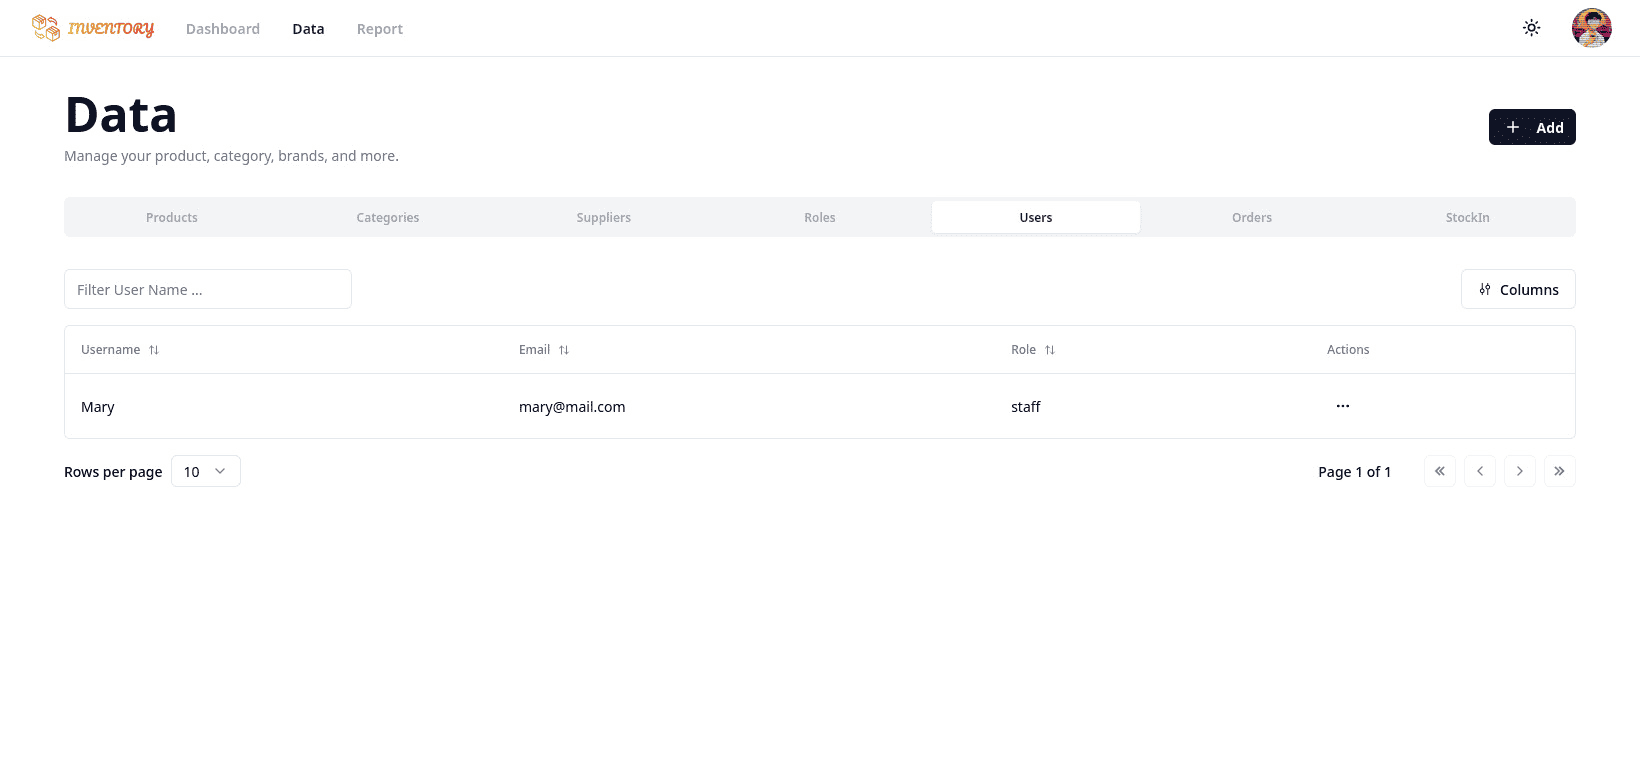 INVENTORY Dashboard Data Report
Data
Manage your product, category, brands, and more.
Add
Products Categories Suppliers Roles Users Orders StockIn
Filter User Name ...
Columns
Username Email Role Actions
Mary mary@mail.com staff
Rows per page 10
Page 1 of 1